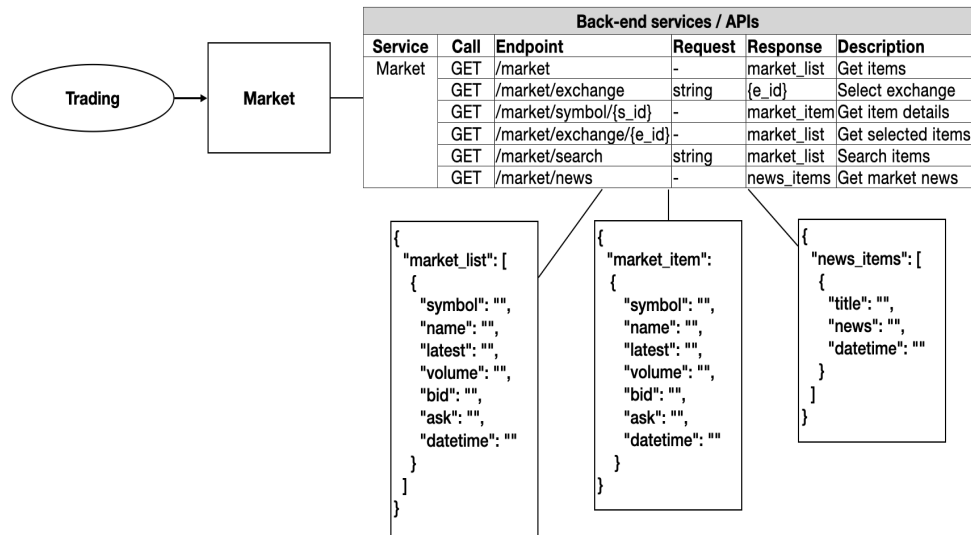 Back-end services / APIs
Service Call Endpoint Request Response Description
Market GET /market - market_list Get items
GET /market/exchange string {e_id} Select exchange
GET /market/symbol/{s_id} - market_item Get item details
GET /market/exchange/{e_id} - market_list Get selected items
GET /market/search string market_list Search items
GET /market/news - news_items Get market news
Trading
Market
{
"market_list": [
{
"symbol": "",
"name": "",
"latest": "",
"volume": "",
"bid": "",
"ask": "",
"datetime": ""
}
]
}
{
"market_item":
{
"symbol": "",
"name": "",
"latest": "",
"volume": "",
"bid": "",
"ask": "",
"datetime": ""
}
}
{
"news_items": [
{
"title": "",
"news": "",
"datetime": ""
}
]
}